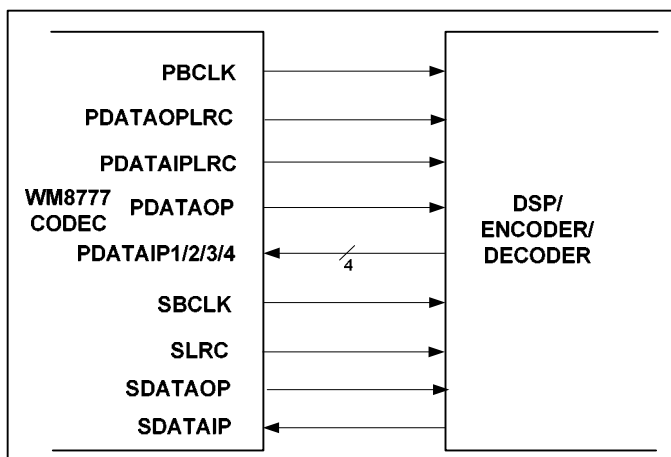 PBCLK
PDATAOPLRC
PDATAIPLRC
WM8777
CODEC
PDATAOP
PDATAIP1/2/3/4
SBCLK
SLRC
SDATAOP
SDATAIP
4
DSP/
ENCODER/
DECODER